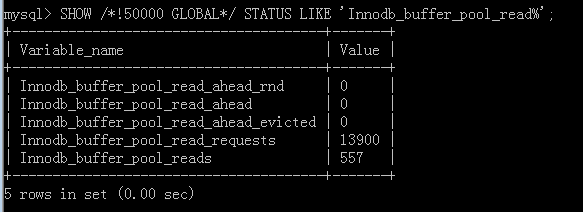 mysql> SHOW /*!50000 GLOBAL*/ STATUS LIKE 'Innodb_buffer_pool_read%';
+---------------------------------------+-------+
| Variable_name                         | Value |
+---------------------------------------+-------+
| Innodb_buffer_pool_read_ahead_rnd     | 0     |
| Innodb_buffer_pool_read_ahead         | 0     |
| Innodb_buffer_pool_read_ahead_evicted | 0     |
| Innodb_buffer_pool_read_requests      | 13900 |
| Innodb_buffer_pool_reads              | 557   |
+---------------------------------------+-------+
5 rows in set (0.00 sec)